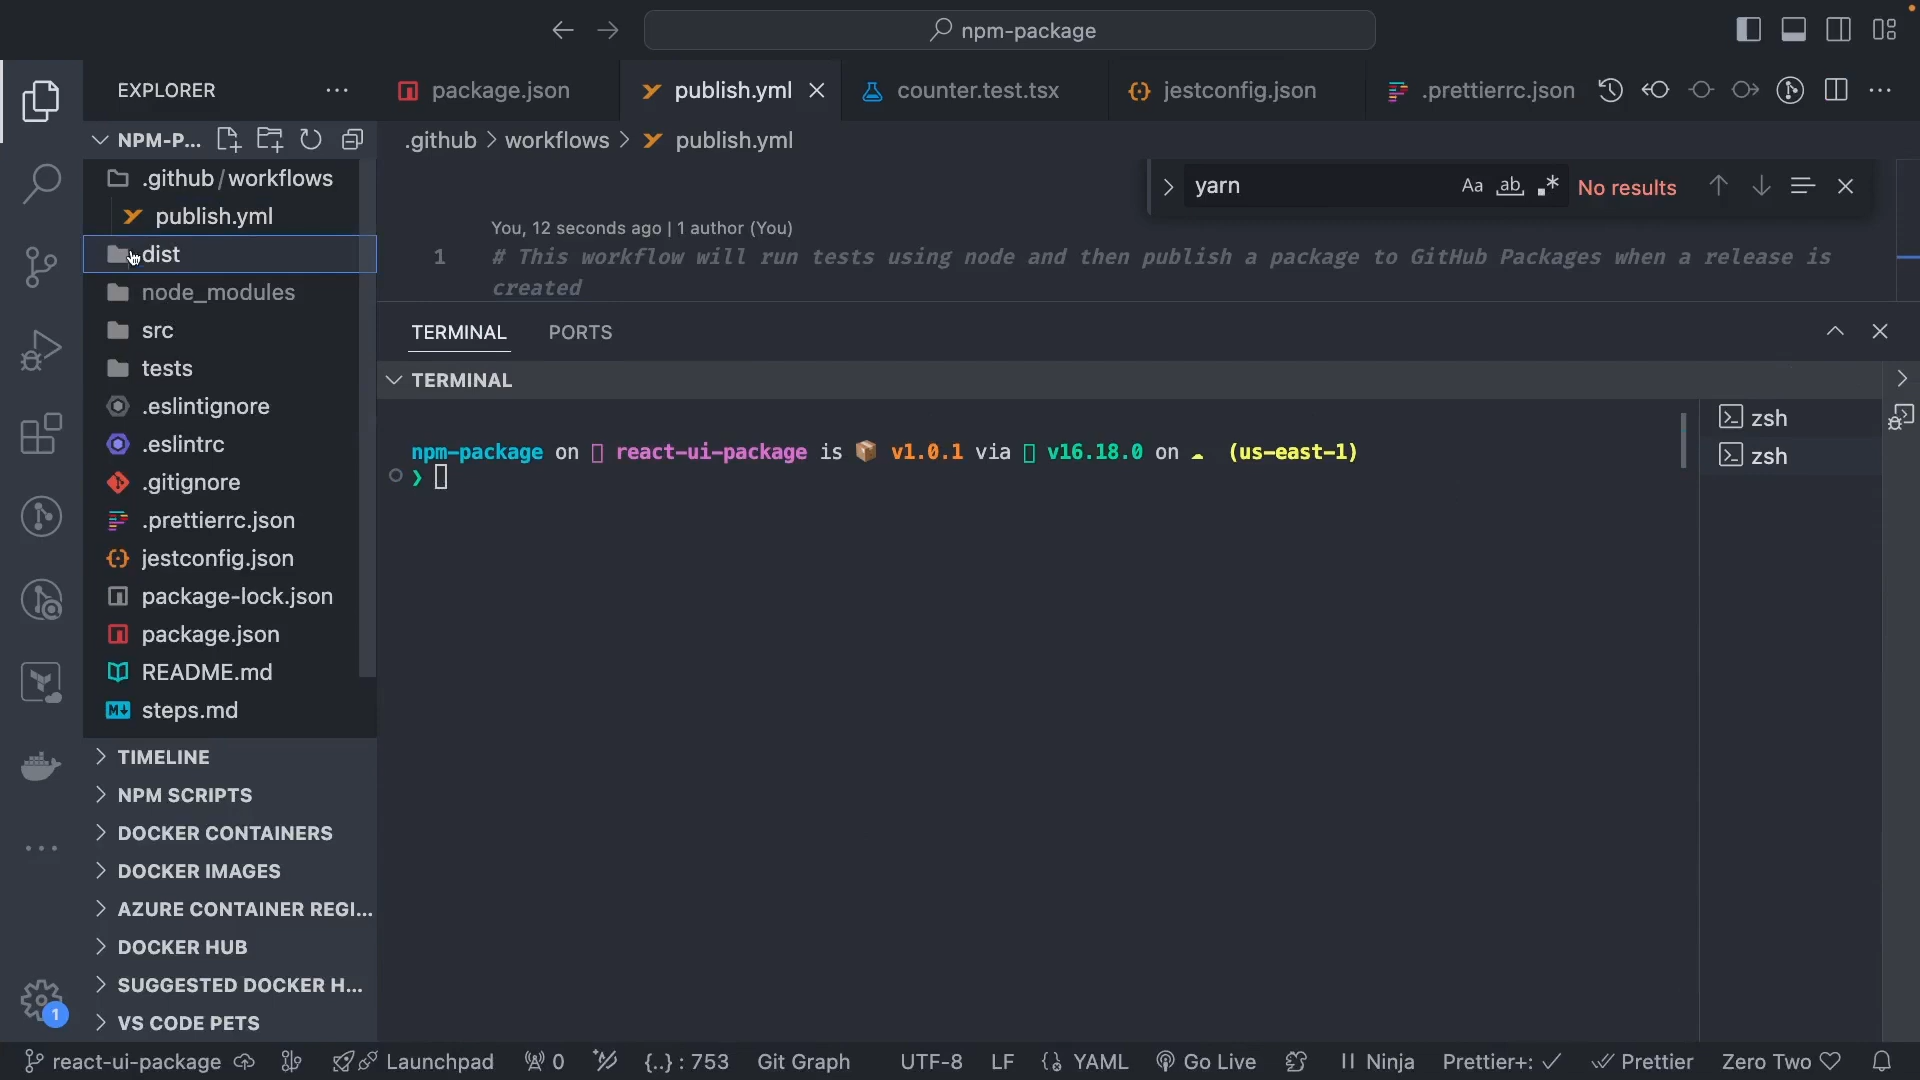 npm-package
EXPLORER
package.json
publish.yml
counter.test.tsx
jestconfig.json
.prettierrc.json
NPM-P...
.github > workflows > publish.yml
yarn
Aa
ab
No results
.github/workflows
publish.yml
dist
node_modules
src
tests
.eslintignore
.eslintrc
.gitignore
.prettierrc.json
jestconfig.json
package-lock.json
package.json
README.md
steps.md
TIMELINE
NPM SCRIPTS
DOCKER CONTAINERS
DOCKER IMAGES
AZURE CONTAINER REGI...
DOCKER HUB
SUGGESTED DOCKER H...
VS CODE PETS
You, 12 seconds ago | 1 author (You)
1 # This workflow will run tests using node and then publish a package to GitHub Packages when a release is
created
TERMINAL
PORTS
TERMINAL
npm-package on react-ui-package is 📦 v1.0.1 via v16.18.0 on ☁ (us-east-1)
❯
zsh
zsh
1
react-ui-package
Launchpad
0
{..} : 753
Git Graph
UTF-8
LF
YAML
Go Live
Ninja
Prettier+: ✓
Prettier
Zero Two